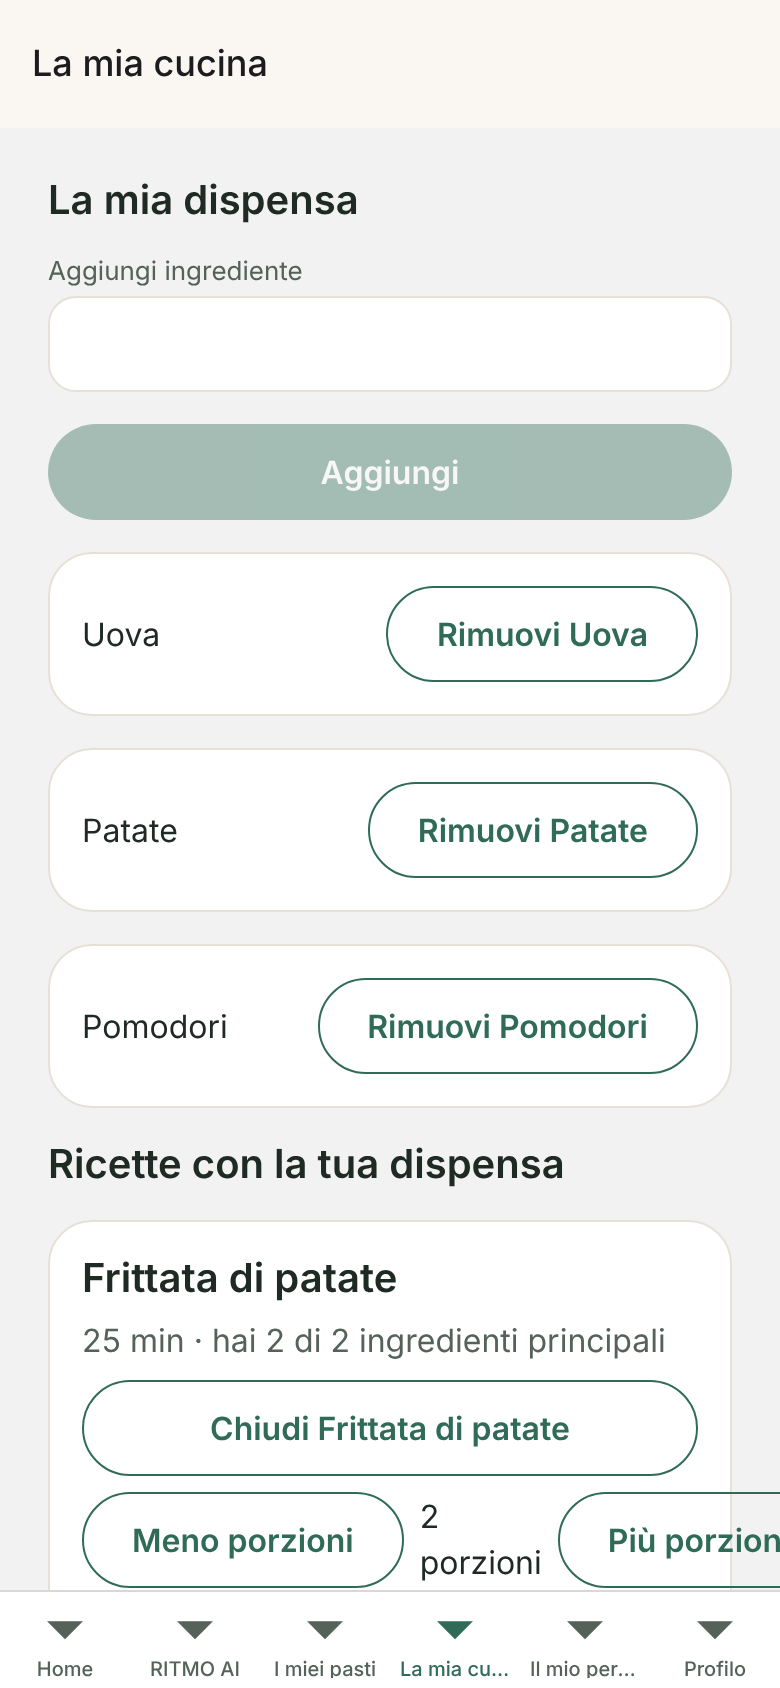 La mia cucina
La mia dispensa
Aggiungi ingrediente
Aggiungi
Uova
Rimuovi Uova
Patate
Rimuovi Patate
Pomodori
Rimuovi Pomodori
Ricette con la tua dispensa
Frittata di patate
25 min · hai 2 di 2 ingredienti principali
Chiudi Frittata di patate
Meno porzioni
2
porzioni
Più porzion
Home
RITMO AI
I miei pasti
La mia cu...
Il mio per...
Profilo